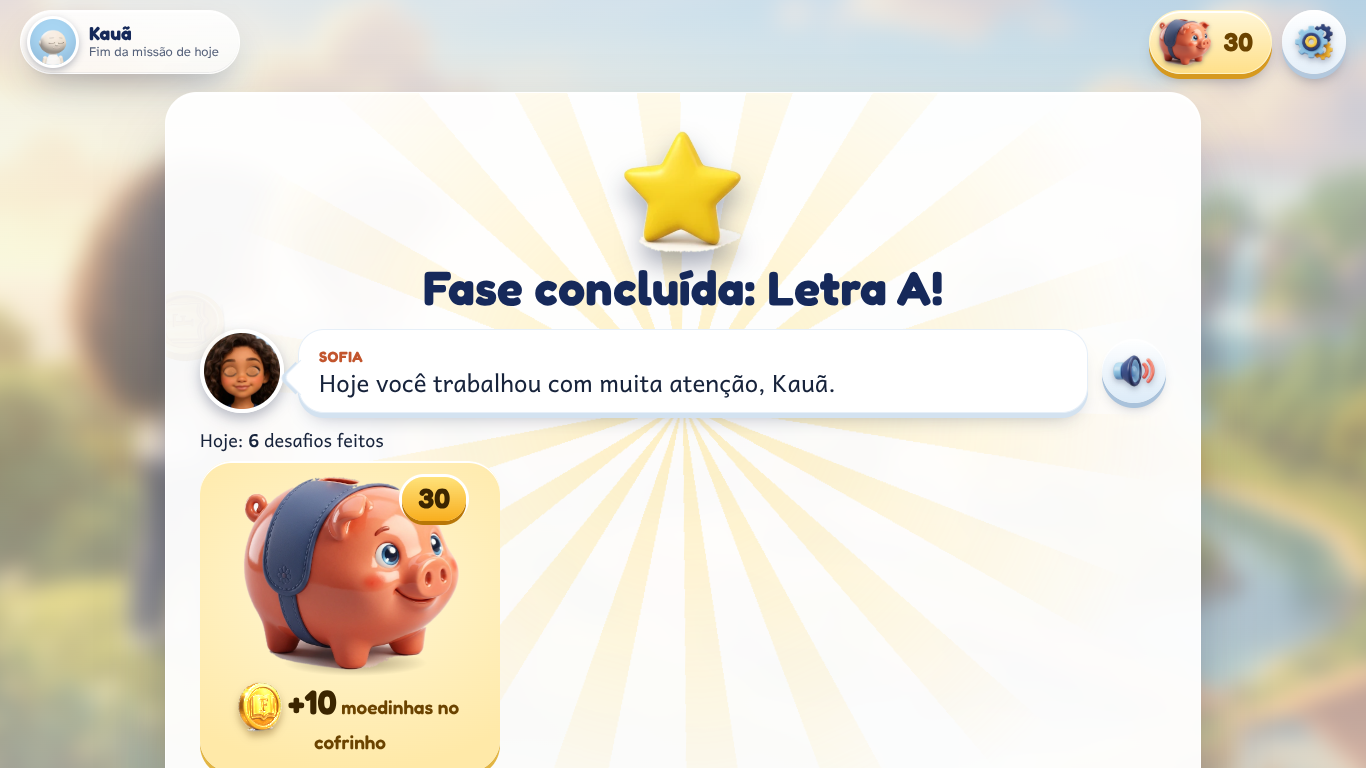 Kauã
Fim da missão de hoje
30
Fase concluída: Letra A!
SOFIA
Hoje você trabalhou com muita atenção, Kauã.
Hoje: 6 desafios feitos
30
F
+10 moedinhas no
cofrinho